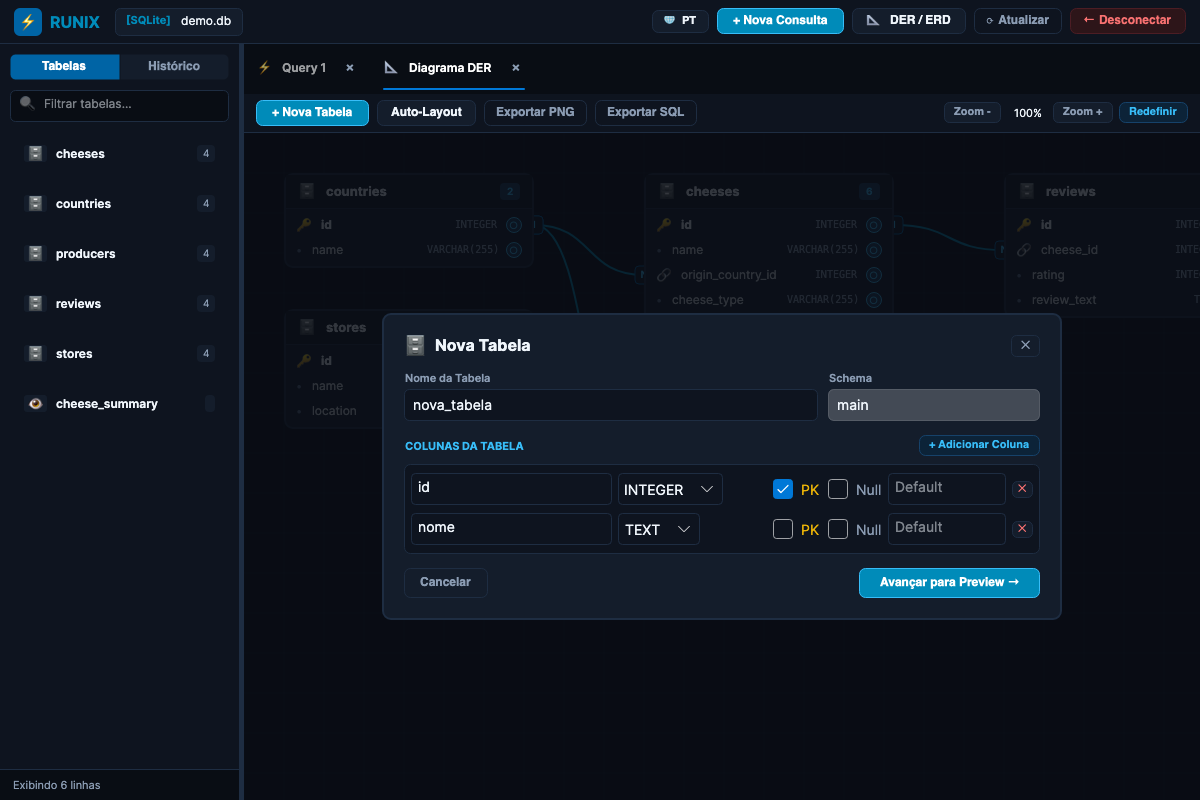 RUNIX
[SQLite] demo.db
PT
+ Nova Consulta
DER / ERD
Atualizar
← Desconectar
Tabelas
Histórico
Filtrar tabelas...
cheeses 4
countries 4
producers 4
reviews 4
stores 4
cheese_summary
Exibindo 6 linhas
Query 1 ×
Diagrama DER ×
+ Nova Tabela
Auto-Layout
Exportar PNG
Exportar SQL
Zoom -
100%
Zoom +
Redefinir
countries 2
id INTEGER
name VARCHAR(255)
cheeses 6
id INTEGER
name VARCHAR(255)
origin_country_id INTEGER
cheese_type VARCHAR(255)
reviews
id INTE
cheese_id INTE
rating INTE
review_text T
stores
id
name
location
Nova Tabela
Nome da Tabela
Schema
nova_tabela
main
COLUNAS DA TABELA
+ Adicionar Coluna
id INTEGER PK Null Default ×
nome TEXT PK Null Default ×
Cancelar
Avançar para Preview →